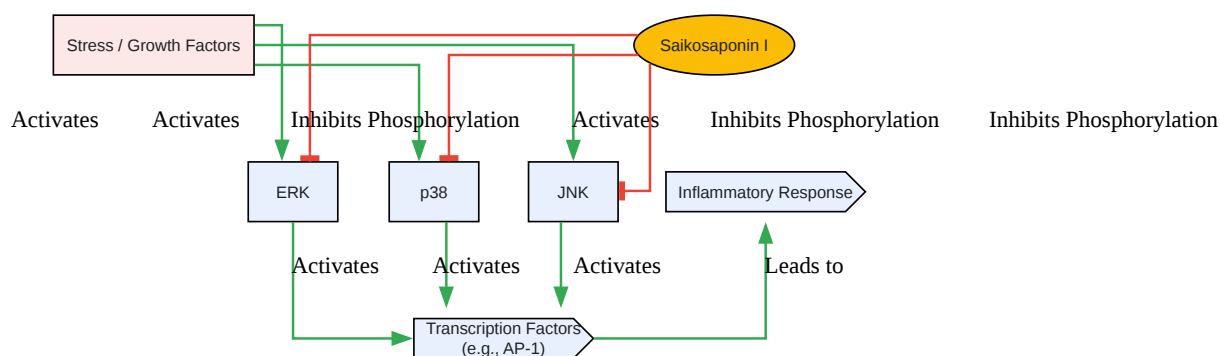 Stress / Growth Factors
Saikosaponin I
Activates
Activates
Inhibits Phosphorylation
Activates
Inhibits Phosphorylation
Inhibits Phosphorylation
ERK
p38
JNK
Inflammatory Response
Activates
Activates
Activates
Leads to
Transcription Factors
(e.g., AP-1)